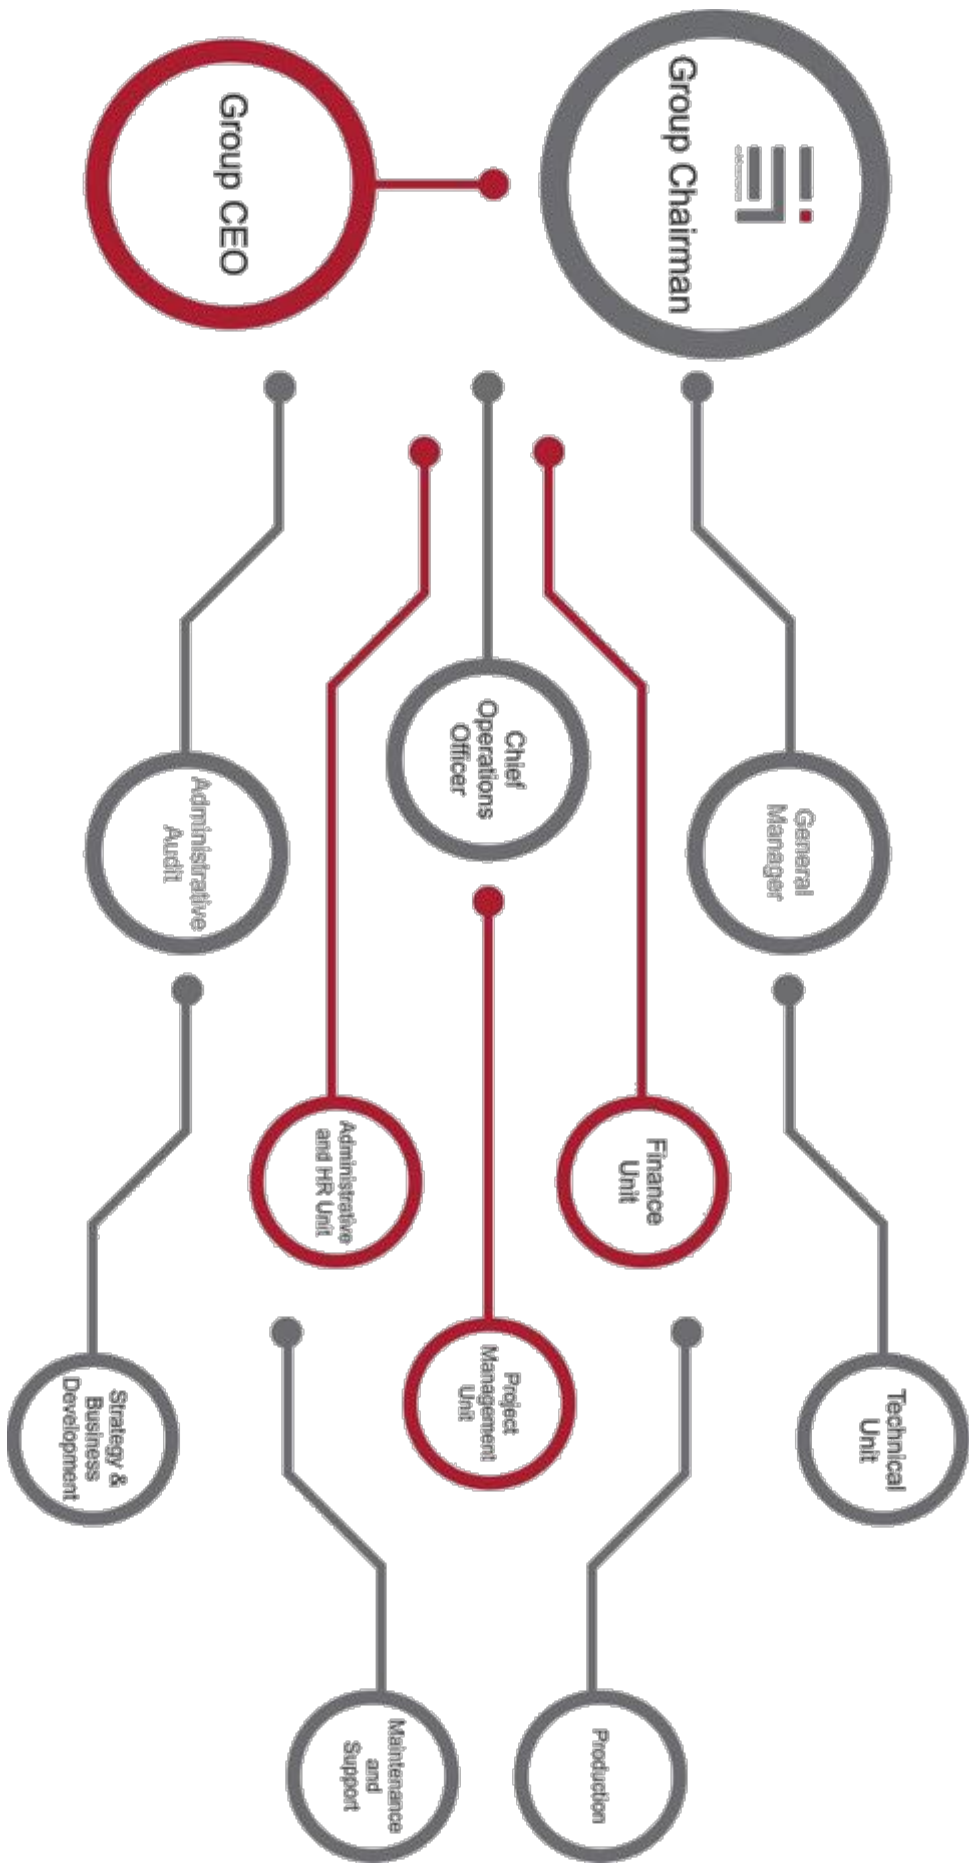 Group Chairman
Group CEO
General
Manager
Chief
Operations
Officer
Administrative
Audit
Finance
Unit
Administrative
and HR Unit
Technical
Unit
Project
Management
Unit
Strategy &
Business
Development
Production
Maintenance
and
Support